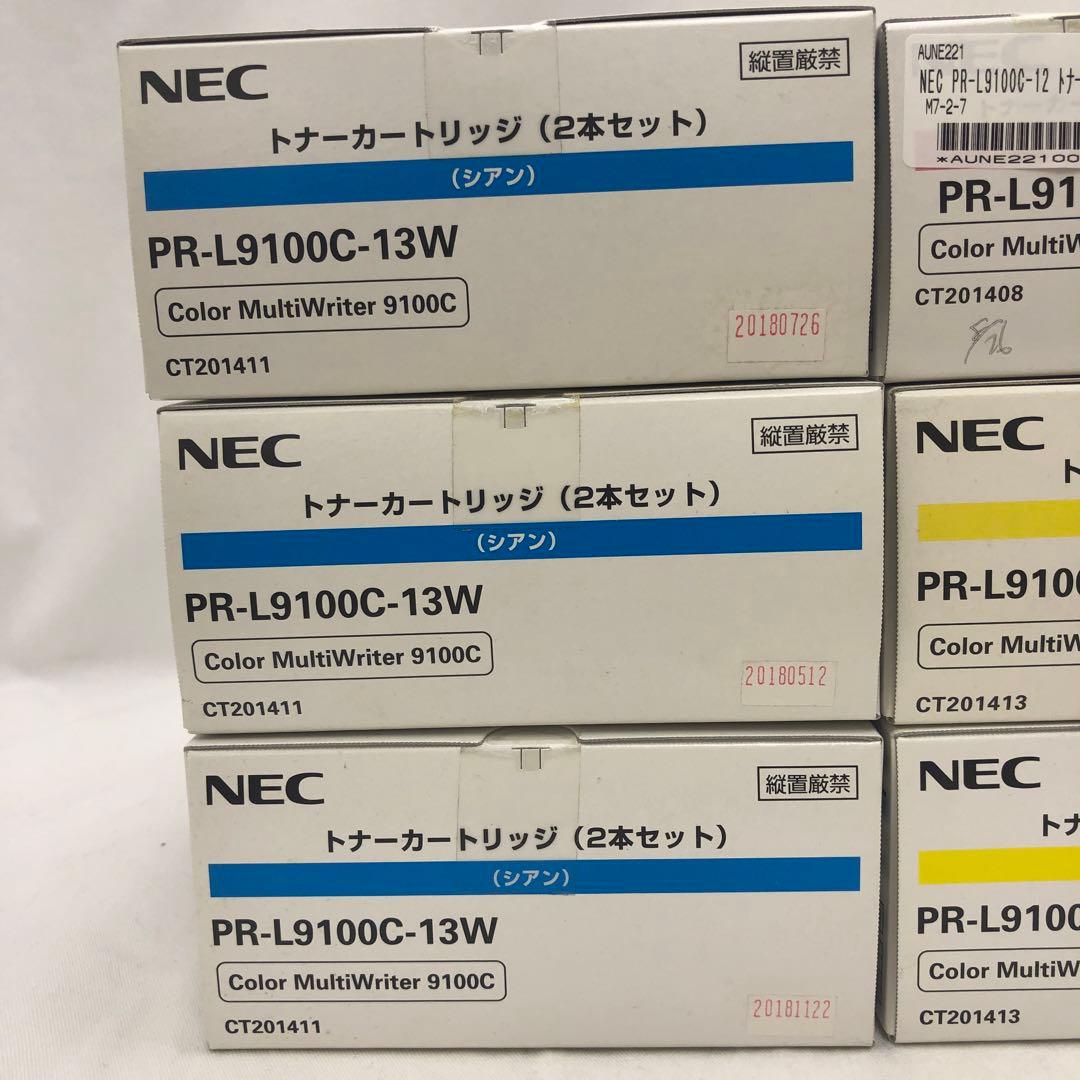 NEC
縦置厳禁
トナーカートリッジ（2本セット）
（シアン）
PR-L9100C-13W
Color MultiWriter 9100C
20180726
CT201411
NEC
縦置厳禁
トナーカートリッジ（2本セット）
（シアン）
PR-L9100C-13W
Color MultiWriter 9100C
20180512
CT201411
NEC
縦置厳禁
トナーカートリッジ（2本セット）
（シアン）
PR-L9100C-13W
Color MultiWriter 9100C
20181122
CT201411
AUNE221
NEC PR-L9100C-12 トナー
M7-2-7
*AUNE22100
PR-L91
Color MultiW
CT201408
NEC
ト
PR-L9100
Color MultiW
CT201413
NEC
トナ
PR-L9100
Color MultiW
CT201413